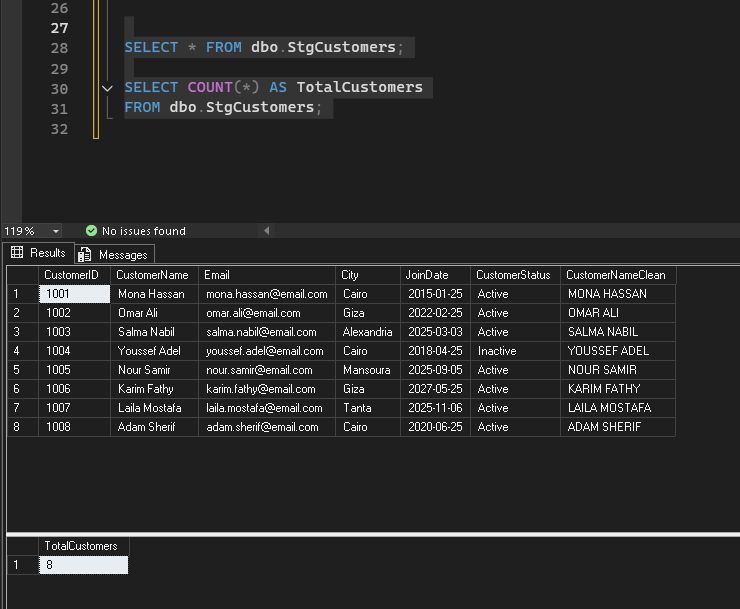 26
27
28 SELECT * FROM dbo.StgCustomers;
29
30 SELECT COUNT(*) AS TotalCustomers
31 FROM dbo.StgCustomers;
32
119 % No issues found
Results Messages
CustomerID CustomerName Email City JoinDate CustomerStatus CustomerNameClean
1 1001 Mona Hassan mona.hassan@email.com Cairo 2015-01-25 Active MONA HASSAN
2 1002 Omar Ali omar.ali@email.com Giza 2022-02-25 Active OMAR ALI
3 1003 Salma Nabil salma.nabil@email.com Alexandria 2025-03-03 Active SALMA NABIL
4 1004 Youssef Adel youssef.adel@email.com Cairo 2018-04-25 Inactive YOUSSEF ADEL
5 1005 Nour Samir nour.samir@email.com Mansoura 2025-09-05 Active NOUR SAMIR
6 1006 Karim Fathy karim.fathy@email.com Giza 2027-05-25 Active KARIM FATHY
7 1007 Laila Mostafa laila.mostafa@email.com Tanta 2025-11-06 Active LAILA MOSTAFA
8 1008 Adam Sherif adam.sherif@email.com Cairo 2020-06-25 Active ADAM SHERIF
TotalCustomers
1 8